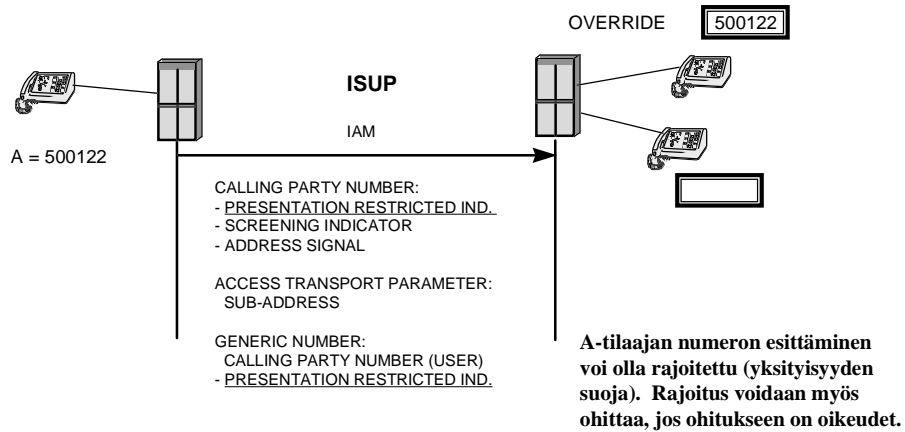 OVERRIDE 500122
ISUP
IAM
A = 500122
CALLING PARTY NUMBER:
- PRESENTATION RESTRICTED IND.
- SCREENING INDICATOR
- ADDRESS SIGNAL
ACCESS TRANSPORT PARAMETER:
SUB-ADDRESS
GENERIC NUMBER:
CALLING PARTY NUMBER (USER)
- PRESENTATION RESTRICTED IND.
A-tilaajan numeron esittäminen
voi olla rajoitettu (yksityisyyden
suoja). Rajoitus voidaan myös
ohittaa, jos ohitukseen on oikeudet.